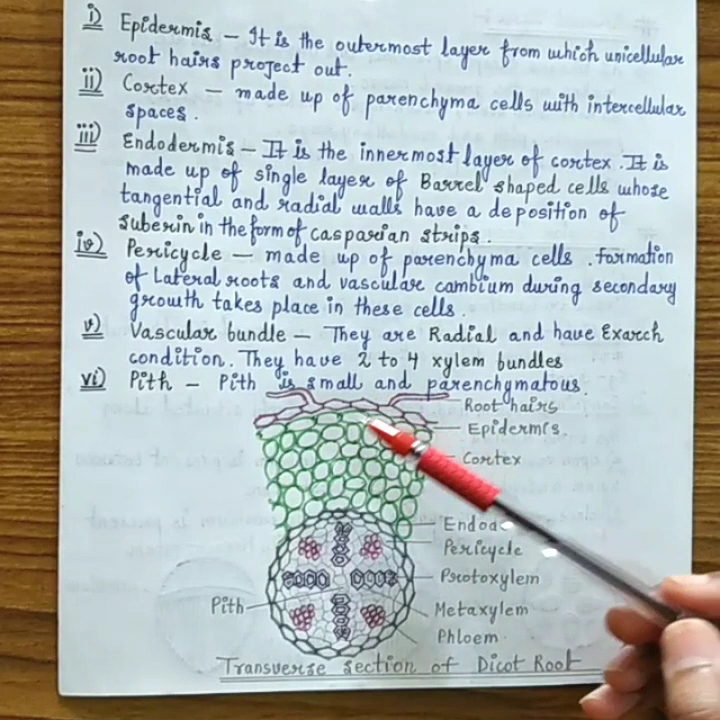 i) Epidermis – It is the outermost layer from which unicellular
root hairs project out.
ii) Cortex – made up of parenchyma cells with intercellular
spaces.
iii) Endodermis – It is the innermost layer of cortex. It is
made up of single layer of Barrel shaped cells whose
tangential and radial walls have a deposition of
suberin in the form of casparian strips.
iv) Pericycle – made up of parenchyma cells. Formation
of Lateral roots and vascular cambium during secondary
growth takes place in these cells.
v) Vascular bundle – They are Radial and have Exarch
condition. They have 2 to 4 xylem bundles
vi) Pith – Pith is small and parenchymatous.
Root hairs
Epidermis.
Cortex
Endod
Pericycle
Protoxylem
Pith
Metaxylem
Phloem
Transverse section of Dicot Root